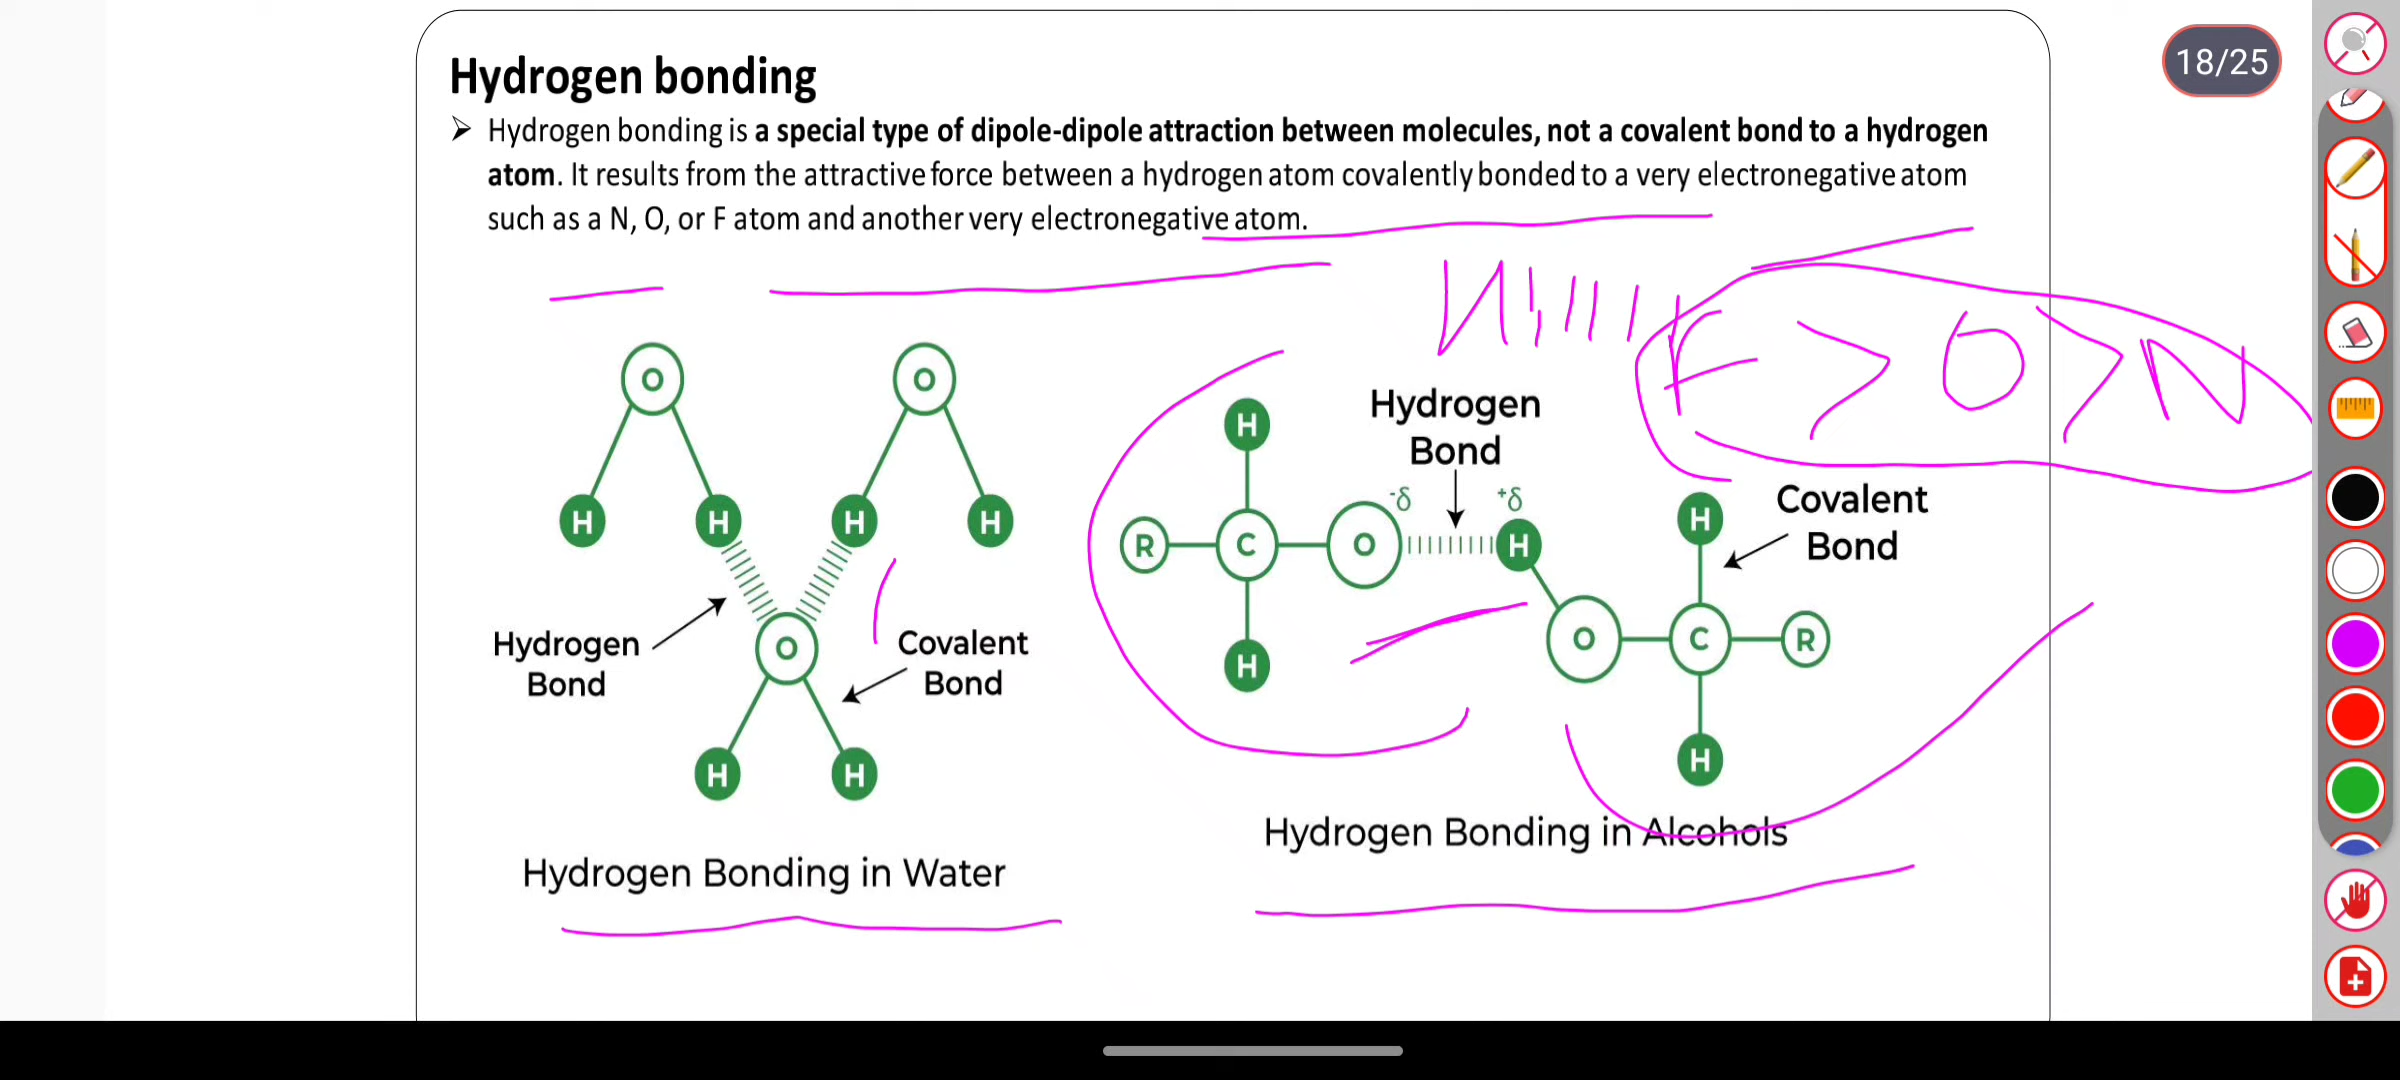 Hydrogen bonding
18/25
➢ Hydrogen bonding is a special type of dipole-dipole attraction between molecules, not a covalent bond to a hydrogen
atom. It results from the attractive force between a hydrogen atom covalently bonded to a very electronegative atom
such as a N, O, or F atom and another very electronegative atom.
H
F > O > N
O
O
Hydrogen
Bond
H
-δ
+δ
H
H
H
H
R
C
O
H
H
Covalent
Bond
Hydrogen
Bond
O
Covalent
Bond
H
O
C
R
H
H
H
Hydrogen Bonding in Alcohols
Hydrogen Bonding in Water